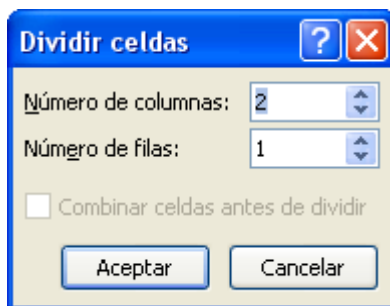 Dividir celdas
Número de columnas: 2
Número de filas: 1
Combinar celdas antes de dividir
Aceptar Cancelar